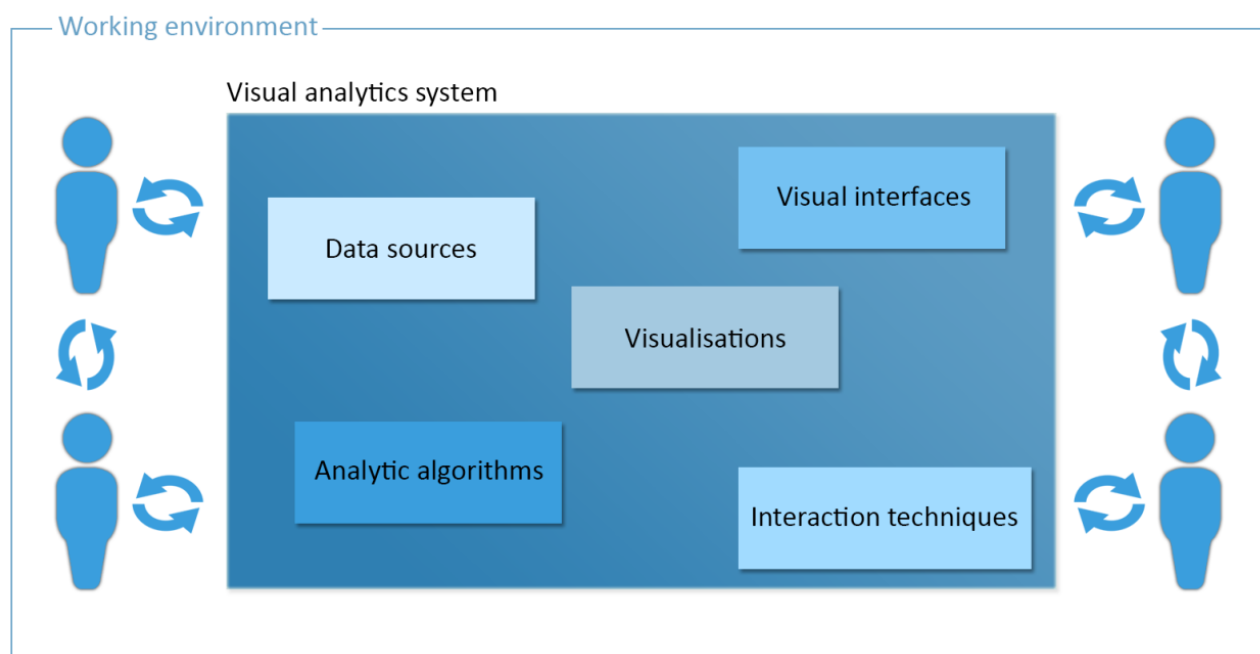 Working environment
Visual analytics system
Visual interfaces
Data sources
Visualisations
Analytic algorithms
Interaction techniques